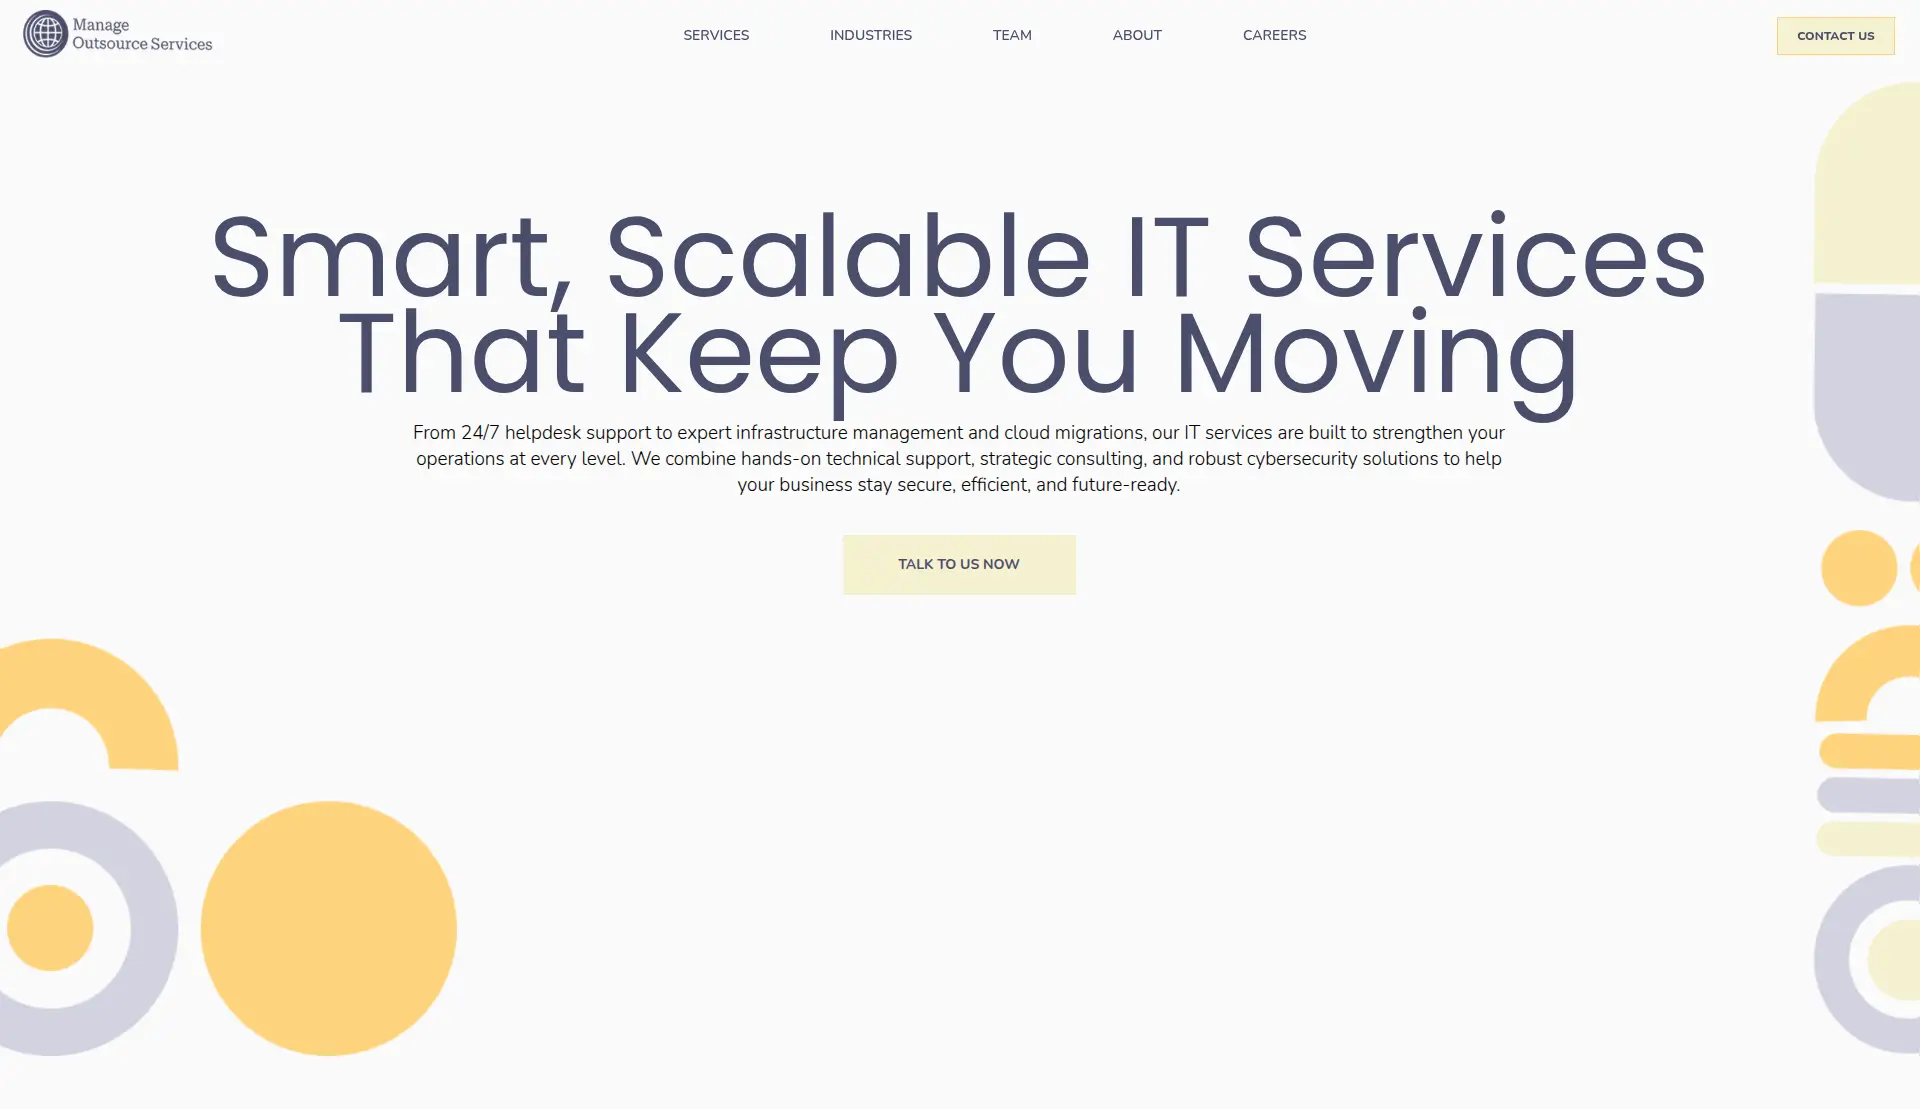 Manage
Outsource Services
SERVICES
INDUSTRIES
TEAM
ABOUT
CAREERS
CONTACT US
Smart, Scalable IT Services
That Keep You Moving
From 24/7 helpdesk support to expert infrastructure management and cloud migrations, our IT services are built to strengthen your
operations at every level. We combine hands-on technical support, strategic consulting, and robust cybersecurity solutions to help
your business stay secure, efficient, and future-ready.
TALK TO US NOW